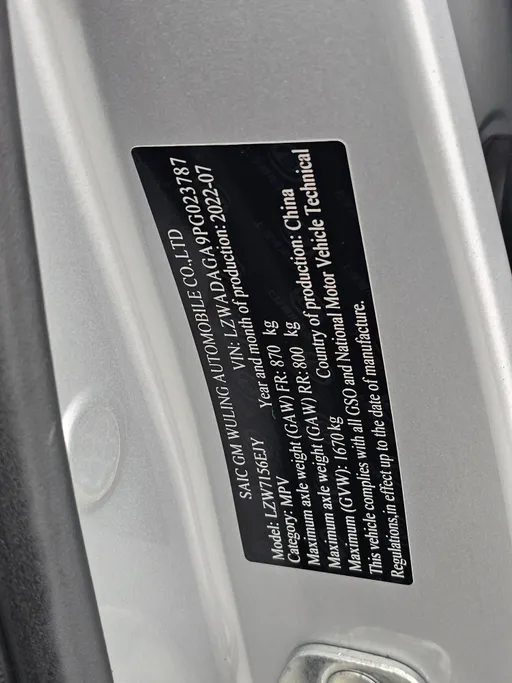 SAIC GM WULING AUTOMOBILE CO.,LTD
Model: LZW7156EJY VIN: LZWADAGA9PG023787
Category: MPV Year and month of production: 2022-07
Maximum axle weight (GAW) FR: 870 kg
Maximum axle weight (GAW) RR: 800 kg
Maximum (GVW): 1670 kg Country of production: China
This vehicle complies with all GSO and National Motor Vehicle Technical
Regulations,in effect up to the date of manufacture.